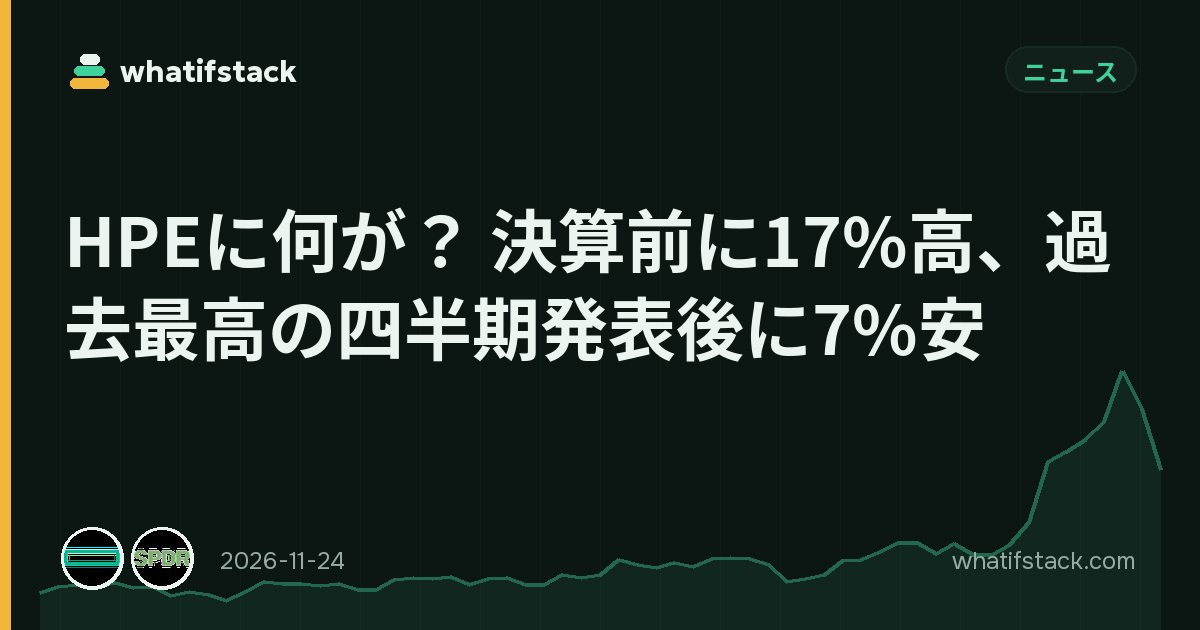 whatifstack
ニュース
HPEに何が？ 決算前に17%高、過
去最高の四半期発表後に7%安
SPDR
2026-11-24
whatifstack.com